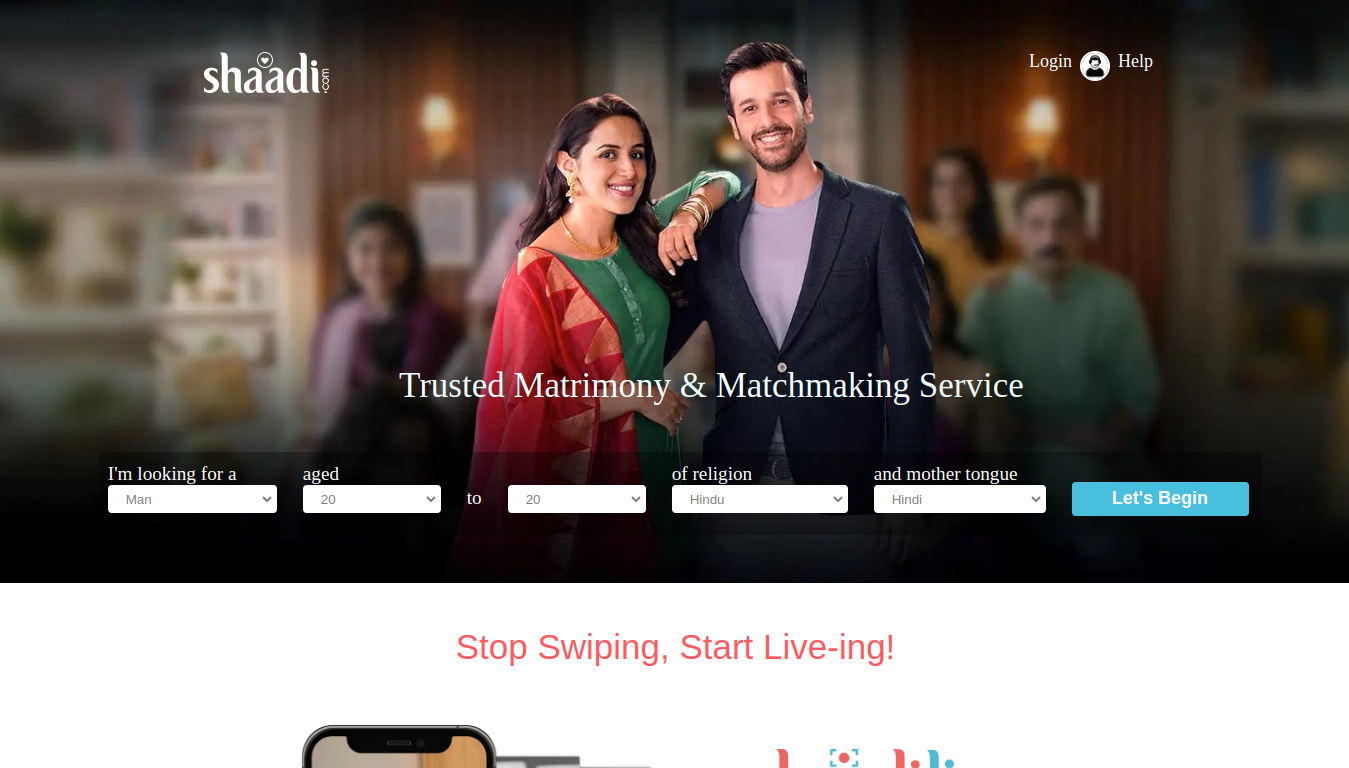 shaadi.com
Login Help
Trusted Matrimony & Matchmaking Service
I'm looking for a aged of religion and mother tongue
Man 20 to 20 Hindu Hindi Let's Begin
Stop Swiping, Start Live-ing!